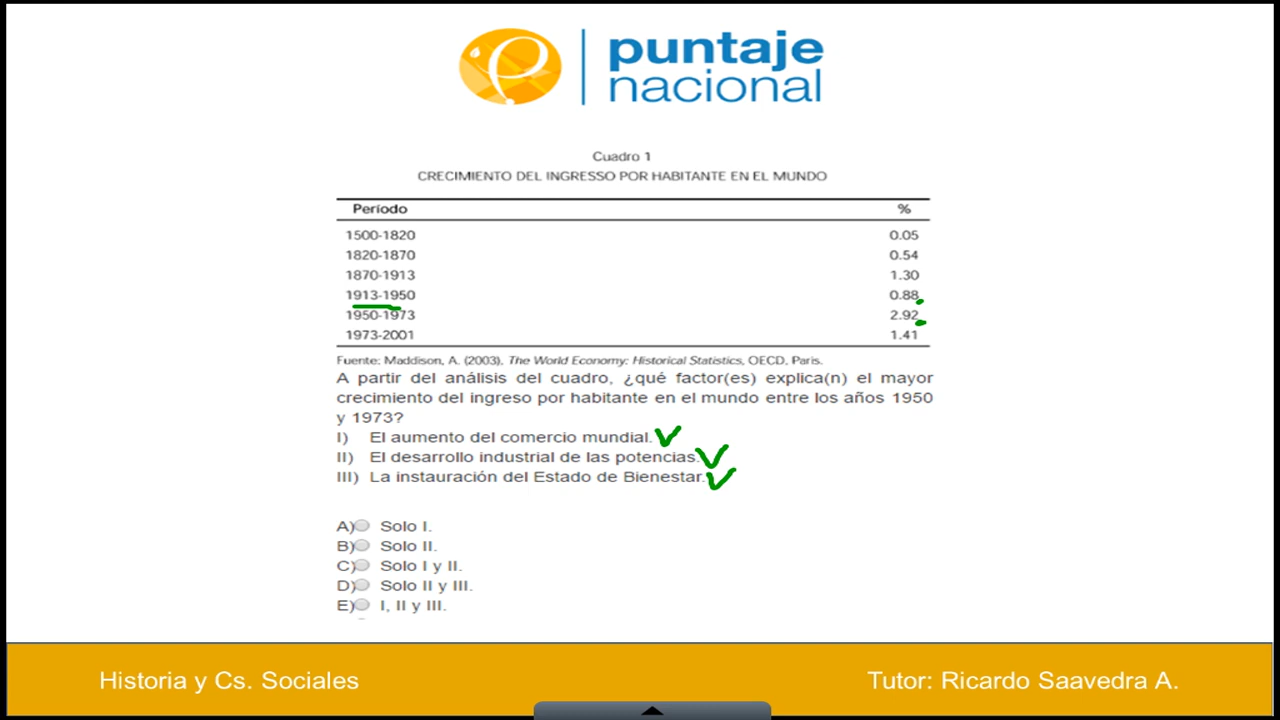 puntaje
nacional
Cuadro 1
CRECIMIENTO DEL INGRESSO POR HABITANTE EN EL MUNDO
Período %
1500-1820 0.05
1820-1870 0.54
1870-1913 1.30
1913-1950 0.88
1950-1973 2.92
1973-2001 1.41
Fuente: Maddison, A. (2003), The World Economy: Historical Statistics, OECD, Paris.
A partir del análisis del cuadro, ¿qué factor(es) explica(n) el mayor
crecimiento del ingreso por habitante en el mundo entre los años 1950
y 1973?
I) El aumento del comercio mundial.
II) El desarrollo industrial de las potencias.
III) La instauración del Estado de Bienestar.
A) Solo I.
B) Solo II.
C) Solo I y II.
D) Solo II y III.
E) I, II y III.
Historia y Cs. Sociales Tutor: Ricardo Saavedra A.